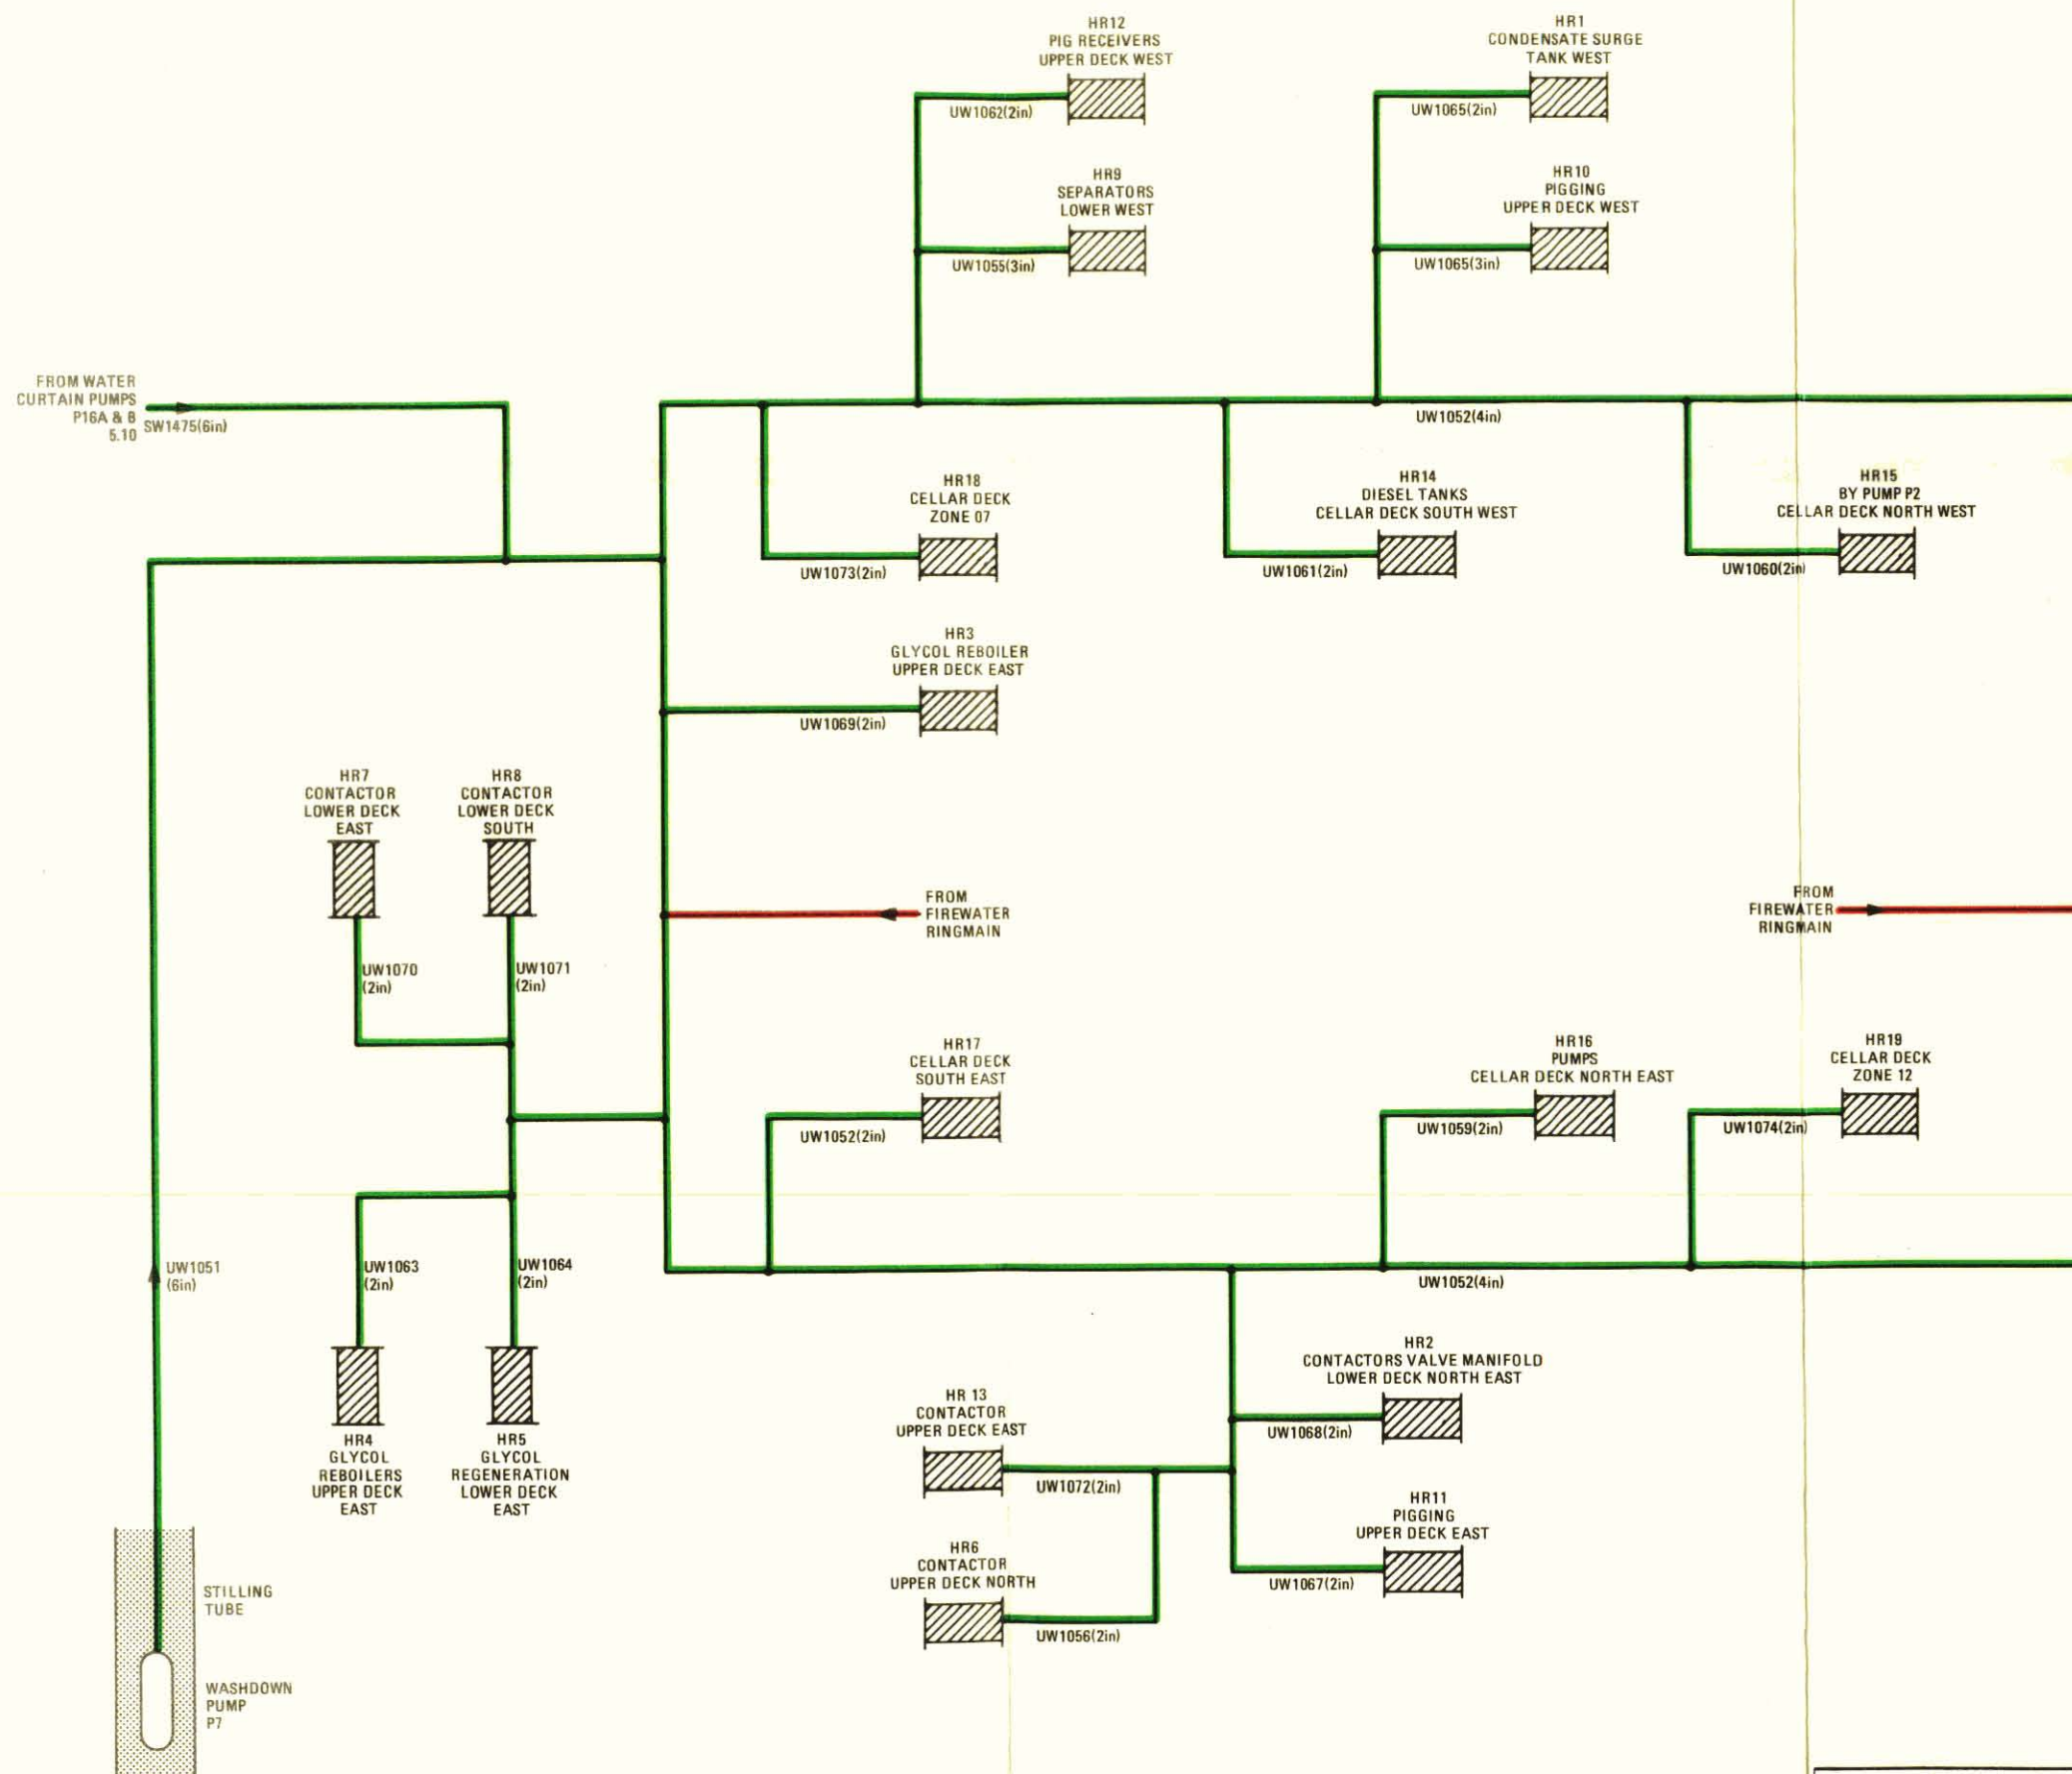 HR12
PIG RECEIVERS
UPPER DECK WEST
UW1062(2in)
HR1
CONDENSATE SURGE
TANK WEST
UW1065(2in)
HR9
SEPARATORS
LOWER WEST
UW1055(3in)
HR10
PIGGING
UPPER DECK WEST
UW1065(3in)
FROM WATER
CURTAIN PUMPS
P16A & B
5.10
SW1475(6in)
UW1052(4in)
HR18
CELLAR DECK
ZONE 07
UW1073(2in)
HR14
DIESEL TANKS
CELLAR DECK SOUTH WEST
UW1061(2in)
HR15
BY PUMP P2
CELLAR DECK NORTH WEST
UW1060(2in)
HR3
GLYCOL REBOILER
UPPER DECK EAST
UW1069(2in)
HR7
CONTACTOR
LOWER DECK
EAST
HR8
CONTACTOR
LOWER DECK
SOUTH
FROM
FIREWATER
RINGMAIN
FROM
FIREWATER
RINGMAIN
UW1070
(2in)
UW1071
(2in)
HR17
CELLAR DECK
SOUTH EAST
UW1052(2in)
HR16
PUMPS
CELLAR DECK NORTH EAST
UW1059(2in)
HR19
CELLAR DECK
ZONE 12
UW1074(2in)
UW1051
(6in)
UW1063
(2in)
UW1064
(2in)
UW1052(4in)
HR2
CONTACTORS VALVE MANIFOLD
LOWER DECK NORTH EAST
UW1068(2in)
HR 13
CONTACTOR
UPPER DECK EAST
UW1072(2in)
HR4
GLYCOL
REBOILERS
UPPER DECK
EAST
HR5
GLYCOL
REGENERATION
LOWER DECK
EAST
HR11
PIGGING
UPPER DECK EAST
UW1067(2in)
HR6
CONTACTOR
UPPER DECK NORTH
UW1056(2in)
STILLING
TUBE
WASHDOWN
PUMP
P7